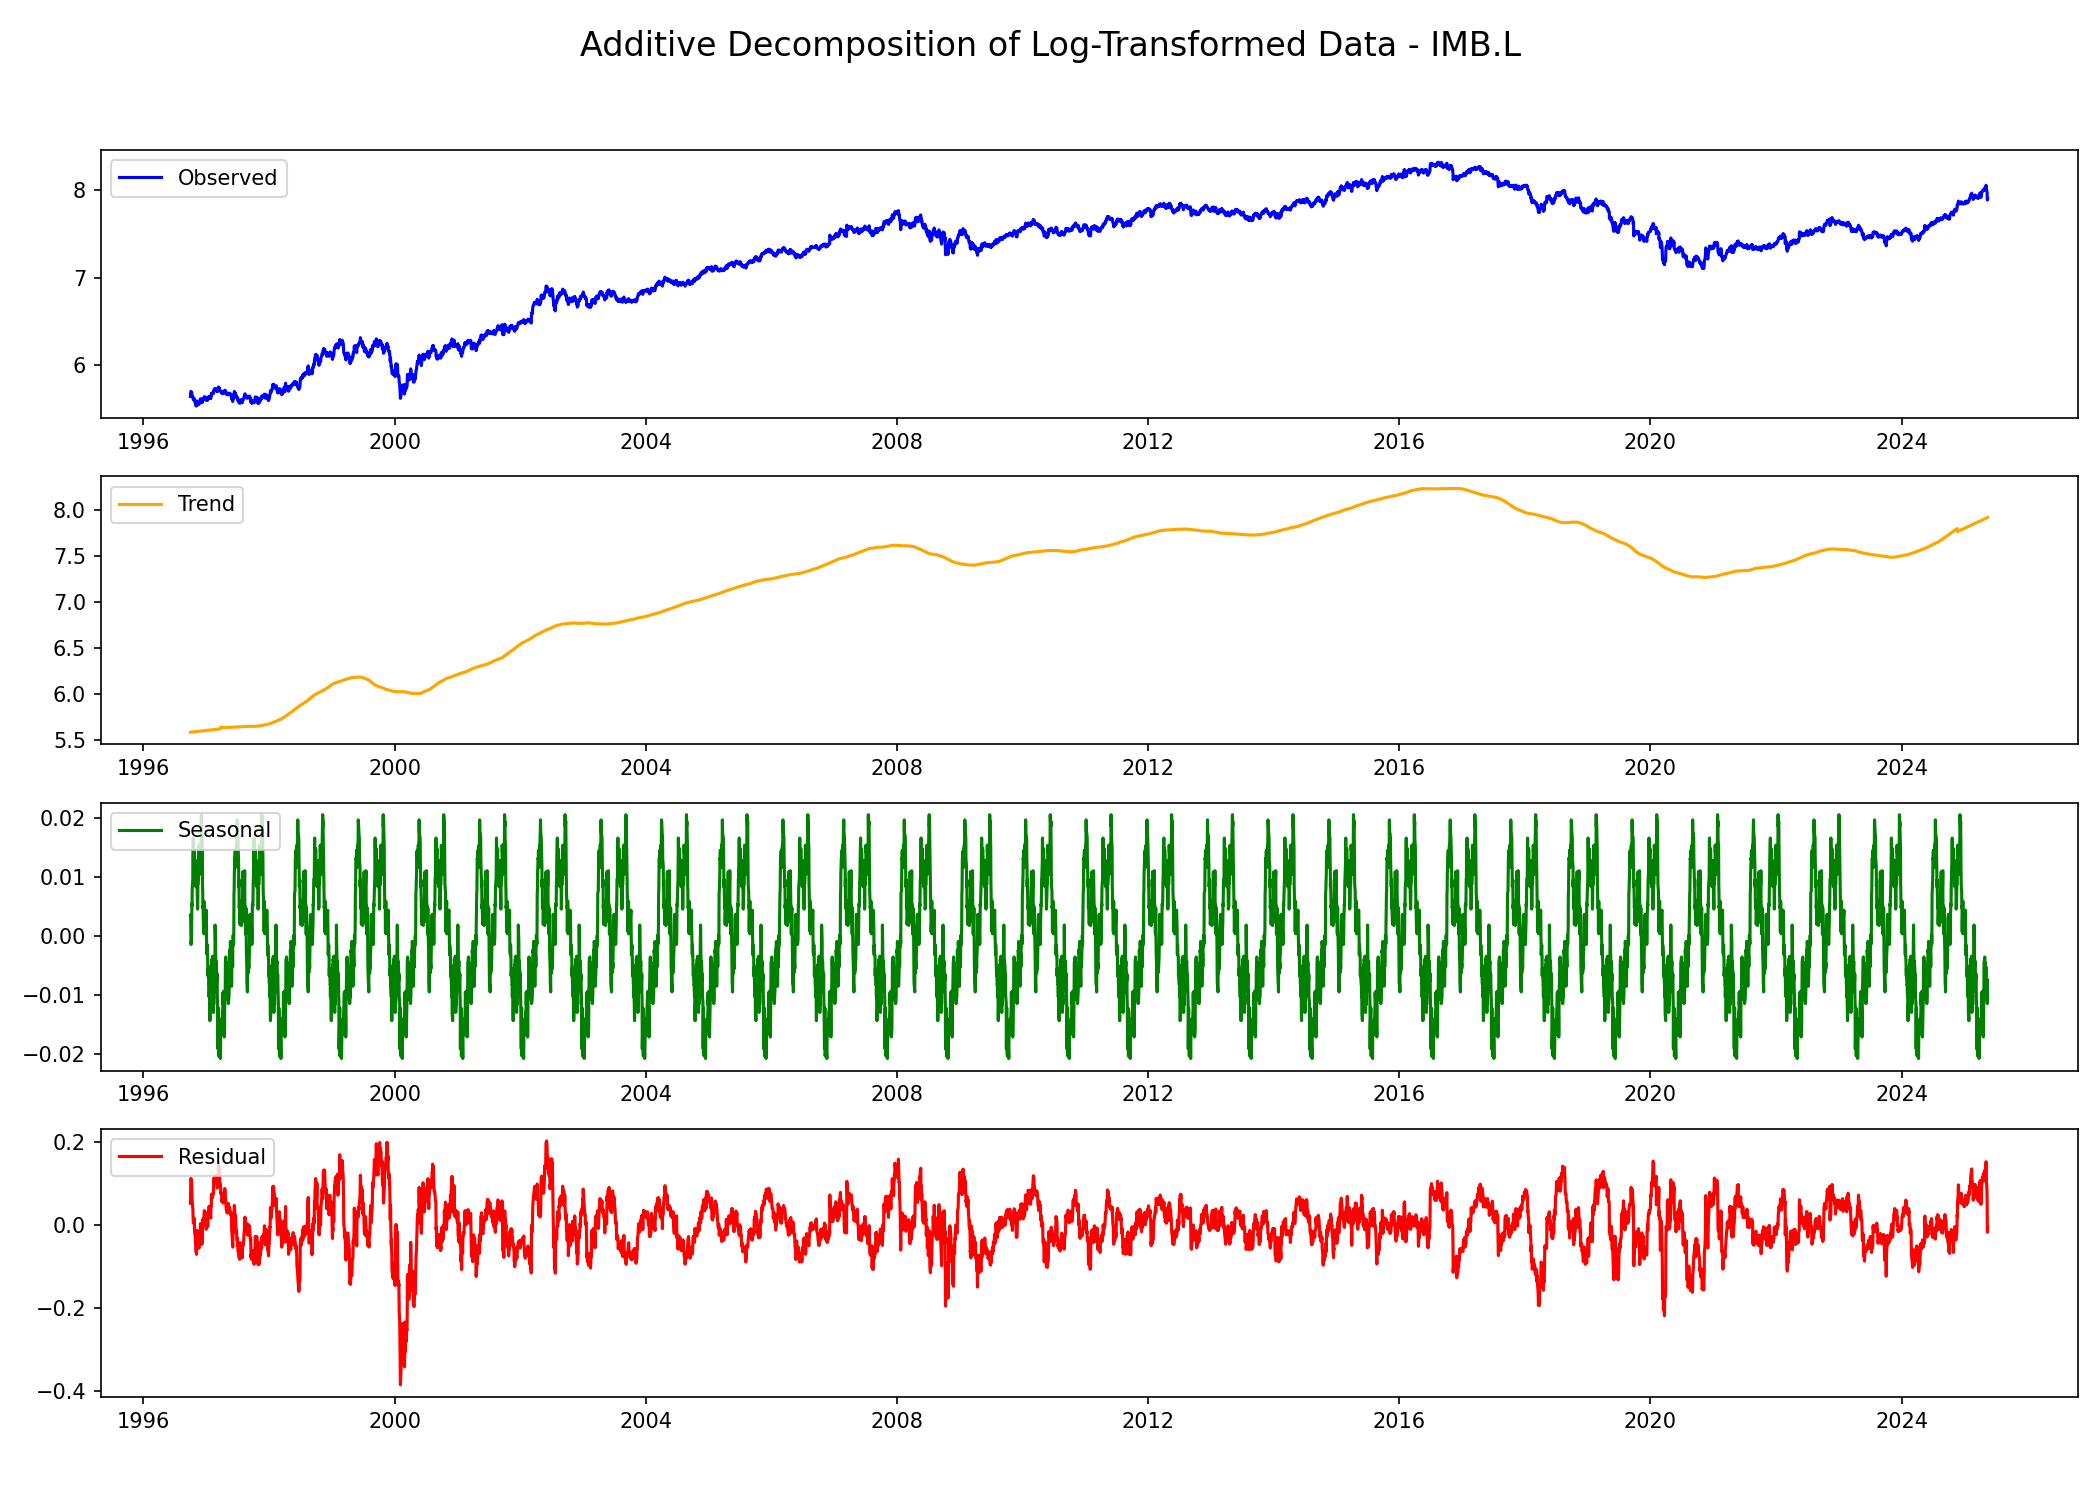 Additive Decomposition of Log-Transformed Data - IMB.L
Observed
8
7
6
1996 2000 2004 2008 2012 2016 2020 2024
Trend
8.0
7.5
7.0
6.5
6.0
5.5
1996 2000 2004 2008 2012 2016 2020 2024
Seasonal
0.02
0.01
0.00
−0.01
−0.02
1996 2000 2004 2008 2012 2016 2020 2024
Residual
0.2
0.0
−0.2
−0.4
1996 2000 2004 2008 2012 2016 2020 2024